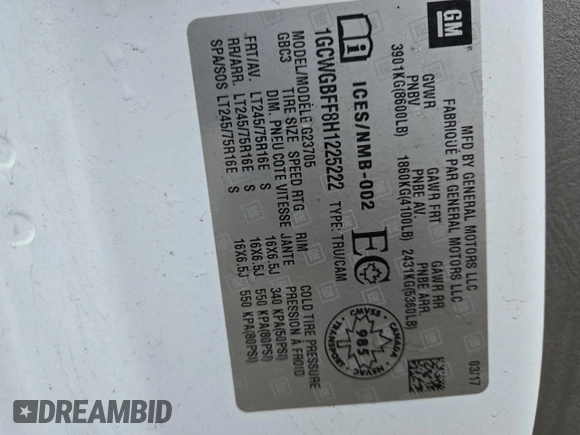 GM
MFD BY GENERAL MOTORS LLC
FABRIQUÉ PAR GENERAL MOTORS LLC
03/17
GVWR GAWR FRT GAWR RR
PNBV PNBE AV. PNBE ARR.
3901KG(8600LB) 1860KG(4100LB) 2431KG(5360LB)
ICES/NMB-002 EC
CANADA CMVSS TRANSPORT NSVAC 985
1GCWGBFF8H1225222 TYPE: TRU/CAM
MODEL/MODÈLE G23705
GBC3 TIRE SIZE SPEED RTG RIM COLD TIRE PRESSURE
DIM. PNEU COTE VITESSE JANTE PRESSION À FROID
FRT/AV. LT245/75R16E S 16X6.5J 340 KPA(50PSI)
RR/ARR. LT245/75R16E S 16X6.5J 550 KPA(80PSI)
SPA/SOS LT245/75R16E S 16X6.5J 550 KPA(80PSI)
DREAMBID